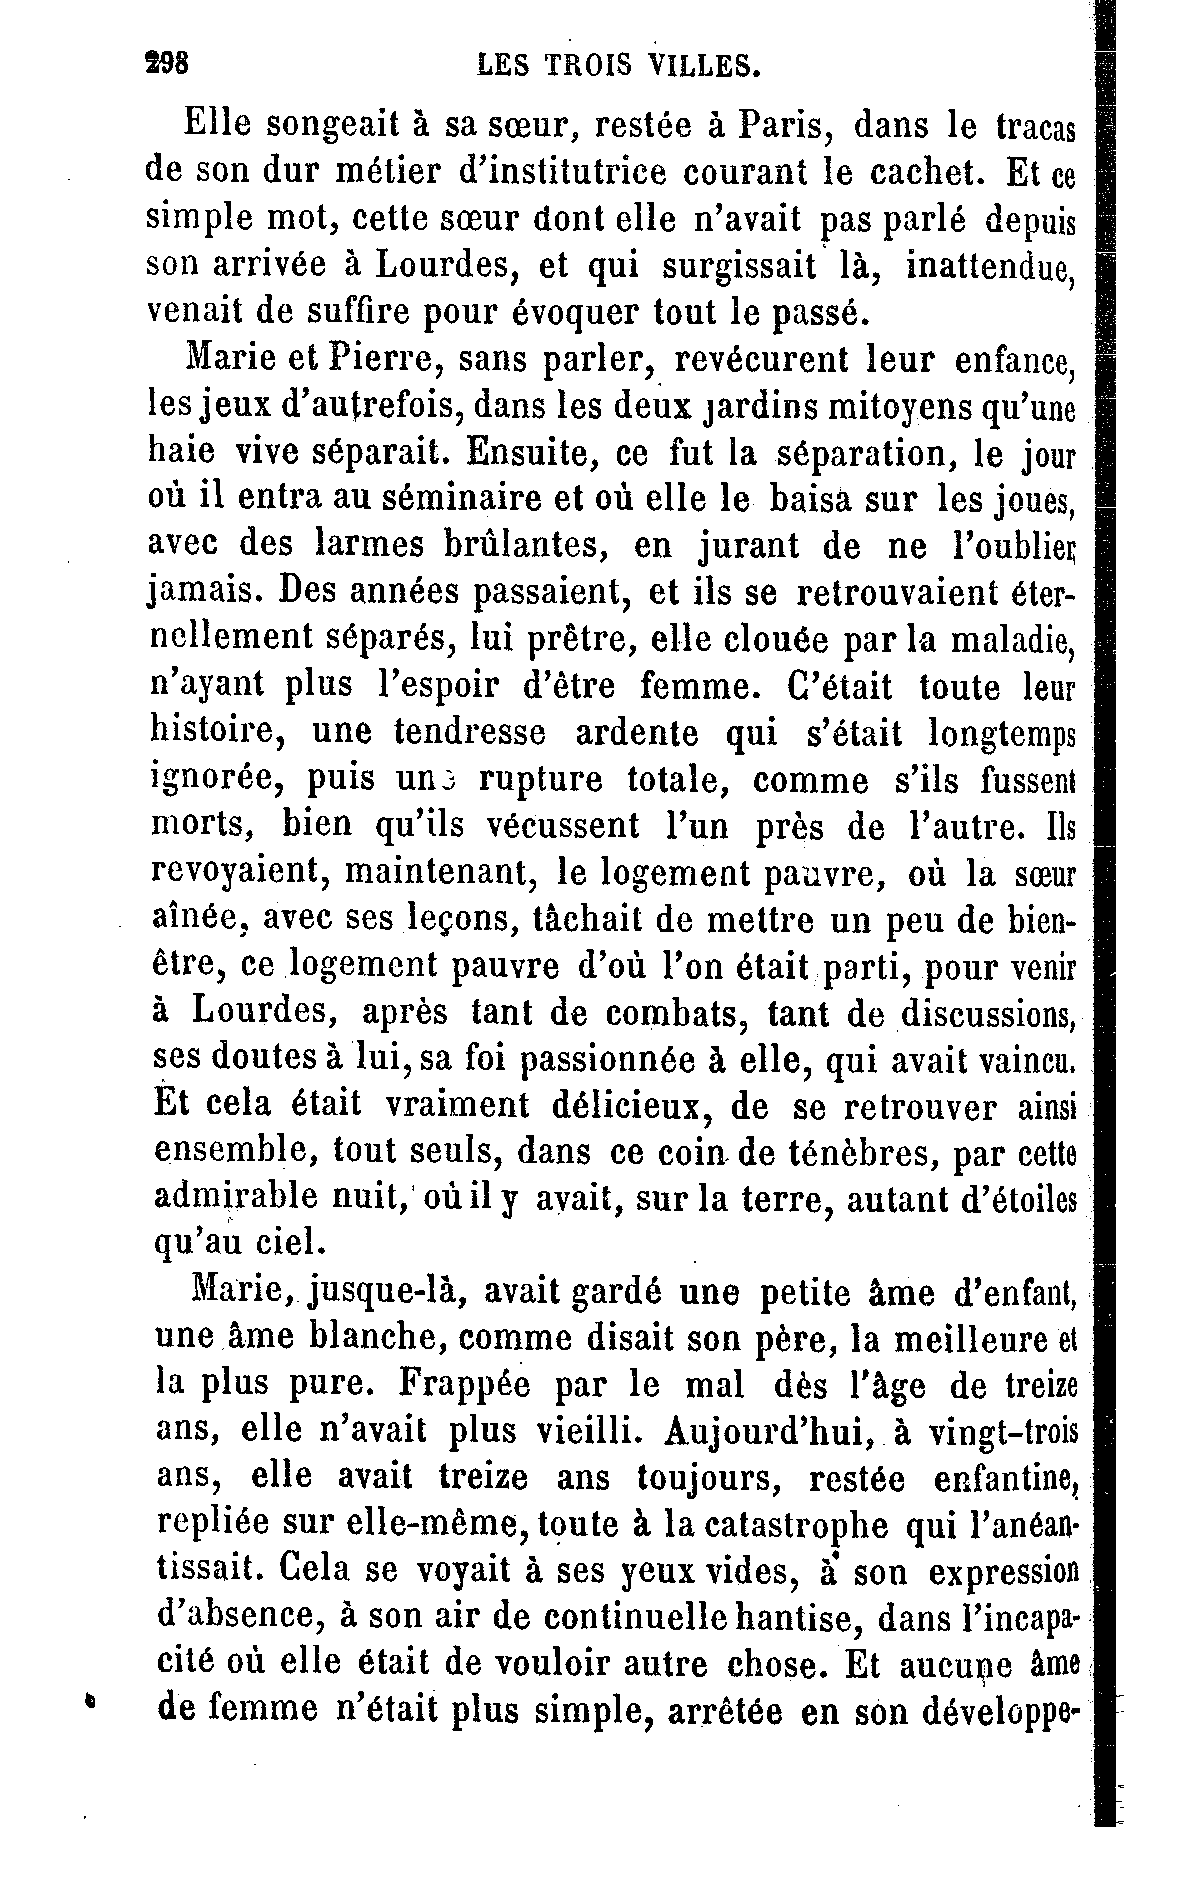 298 LES TROIS VILLES.
Elle songeait à sa sœur, restée à Paris, dans le tracas
de son dur métier d'institutrice courant le cachet. Et ce
simple mot, cette sœur dont elle n'avait pas parlé depuis
son arrivée à Lourdes, et qui surgissait là, inattendue,
venait de suffire pour évoquer tout le passé.
Marie et Pierre, sans parler, revécurent leur enfance,
les jeux d'autrefois, dans les deux jardins mitoyens qu'une
haie vive séparait. Ensuite, ce fut la séparation, le jour
où il entra au séminaire et où elle le baisa sur les joues,
avec des larmes brûlantes, en jurant de ne l'oublier
jamais. Des années passaient, et ils se retrouvaient éter-
nellement séparés, lui prêtre, elle clouée par la maladie,
n'ayant plus l'espoir d'être femme. C'était toute leur
histoire, une tendresse ardente qui s'était longtemps
ignorée, puis une rupture totale, comme s'ils fussent
morts, bien qu'ils vécussent l'un près de l'autre. Ils
revoyaient, maintenant, le logement pauvre, où la sœur
aînée, avec ses leçons, tâchait de mettre un peu de bien-
être, ce logement pauvre d'où l'on était parti, pour venir
à Lourdes, après tant de combats, tant de discussions,
ses doutes à lui, sa foi passionnée à elle, qui avait vaincu.
Et cela était vraiment délicieux, de se retrouver ainsi
ensemble, tout seuls, dans ce coin de ténèbres, par cette
admirable nuit, où il y avait, sur la terre, autant d'étoiles
qu'au ciel.
Marie, jusque-là, avait gardé une petite âme d'enfant,
une âme blanche, comme disait son père, la meilleure et
la plus pure. Frappée par le mal dès l'âge de treize
ans, elle n'avait plus vieilli. Aujourd'hui, à vingt-trois
ans, elle avait treize ans toujours, restée enfantine,
repliée sur elle-même, toute à la catastrophe qui l'anéan-
tissait. Cela se voyait à ses yeux vides, à son expression
d'absence, à son air de continuelle hantise, dans l'incapa-
cité où elle était de vouloir autre chose. Et aucune âme
de femme n'était plus simple, arrêtée en son développe-